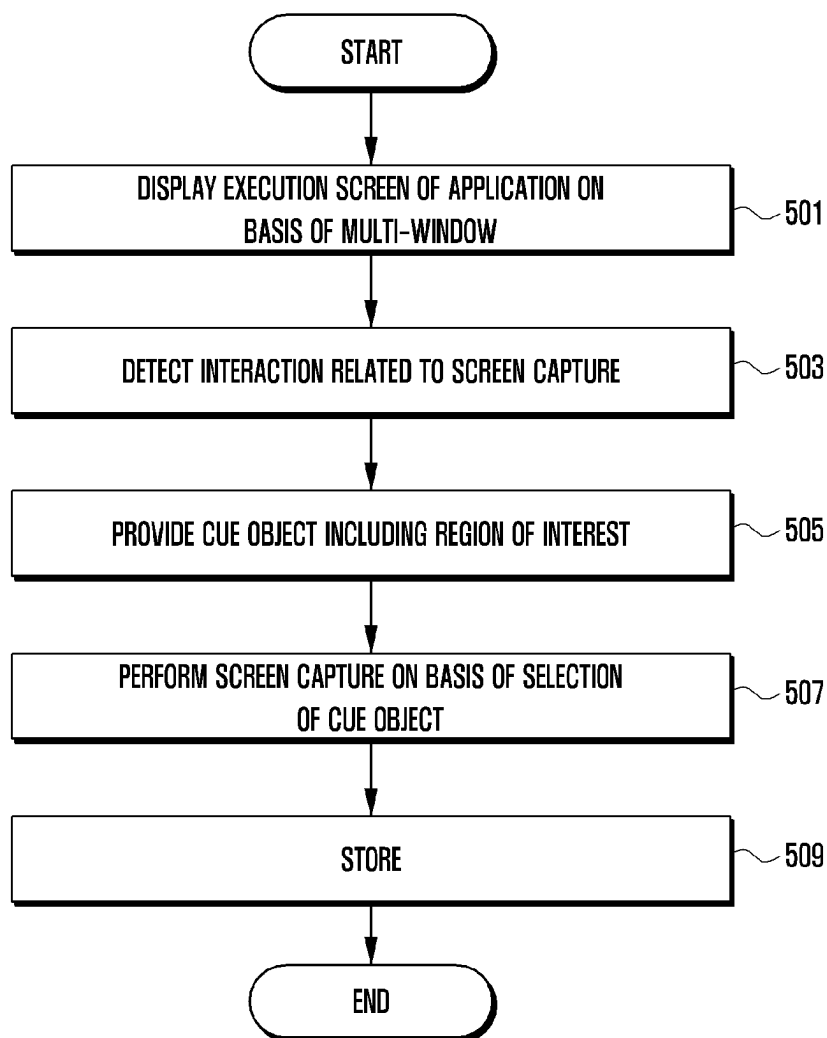 START
DISPLAY EXECUTION SCREEN OF APPLICATION ON
BASIS OF MULTI-WINDOW
501
DETECT INTERACTION RELATED TO SCREEN CAPTURE
503
PROVIDE CUE OBJECT INCLUDING REGION OF INTEREST
505
PERFORM SCREEN CAPTURE ON BASIS OF SELECTION
OF CUE OBJECT
507
STORE
509
END